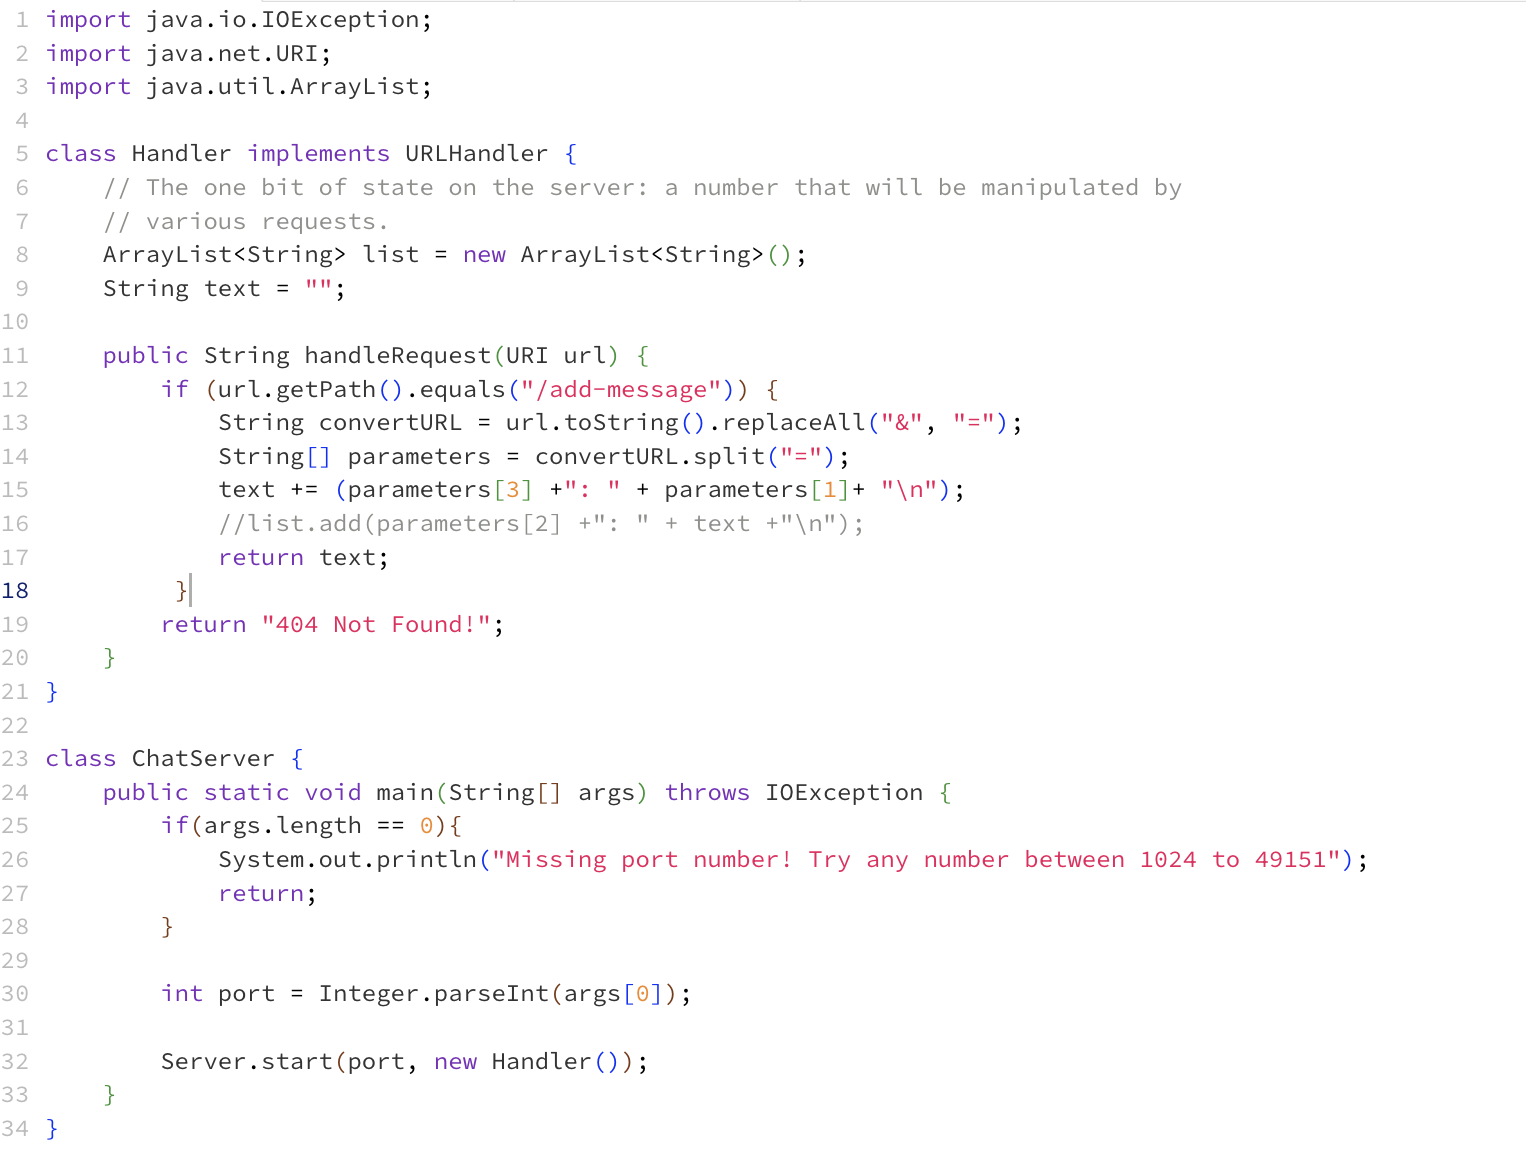 1 import java.io.IOException;
2 import java.net.URI;
3 import java.util.ArrayList;
4
5 class Handler implements URLHandler {
6     // The one bit of state on the server: a number that will be manipulated by
7     // various requests.
8     ArrayList<String> list = new ArrayList<String>();
9     String text = "";
10
11     public String handleRequest(URI url) {
12         if (url.getPath().equals("/add-message")) {
13             String convertURL = url.toString().replaceAll("&", "=");
14             String[] parameters = convertURL.split("=");
15             text += (parameters[3] +": " + parameters[1]+ "\n");
16             //list.add(parameters[2] +": " + text +"\n");
17             return text;
18          }
19         return "404 Not Found!";
20     }
21 }
22
23 class ChatServer {
24     public static void main(String[] args) throws IOException {
25         if(args.length == 0){
26             System.out.println("Missing port number! Try any number between 1024 to 49151");
27             return;
28         }
29
30         int port = Integer.parseInt(args[0]);
31
32         Server.start(port, new Handler());
33     }
34 }